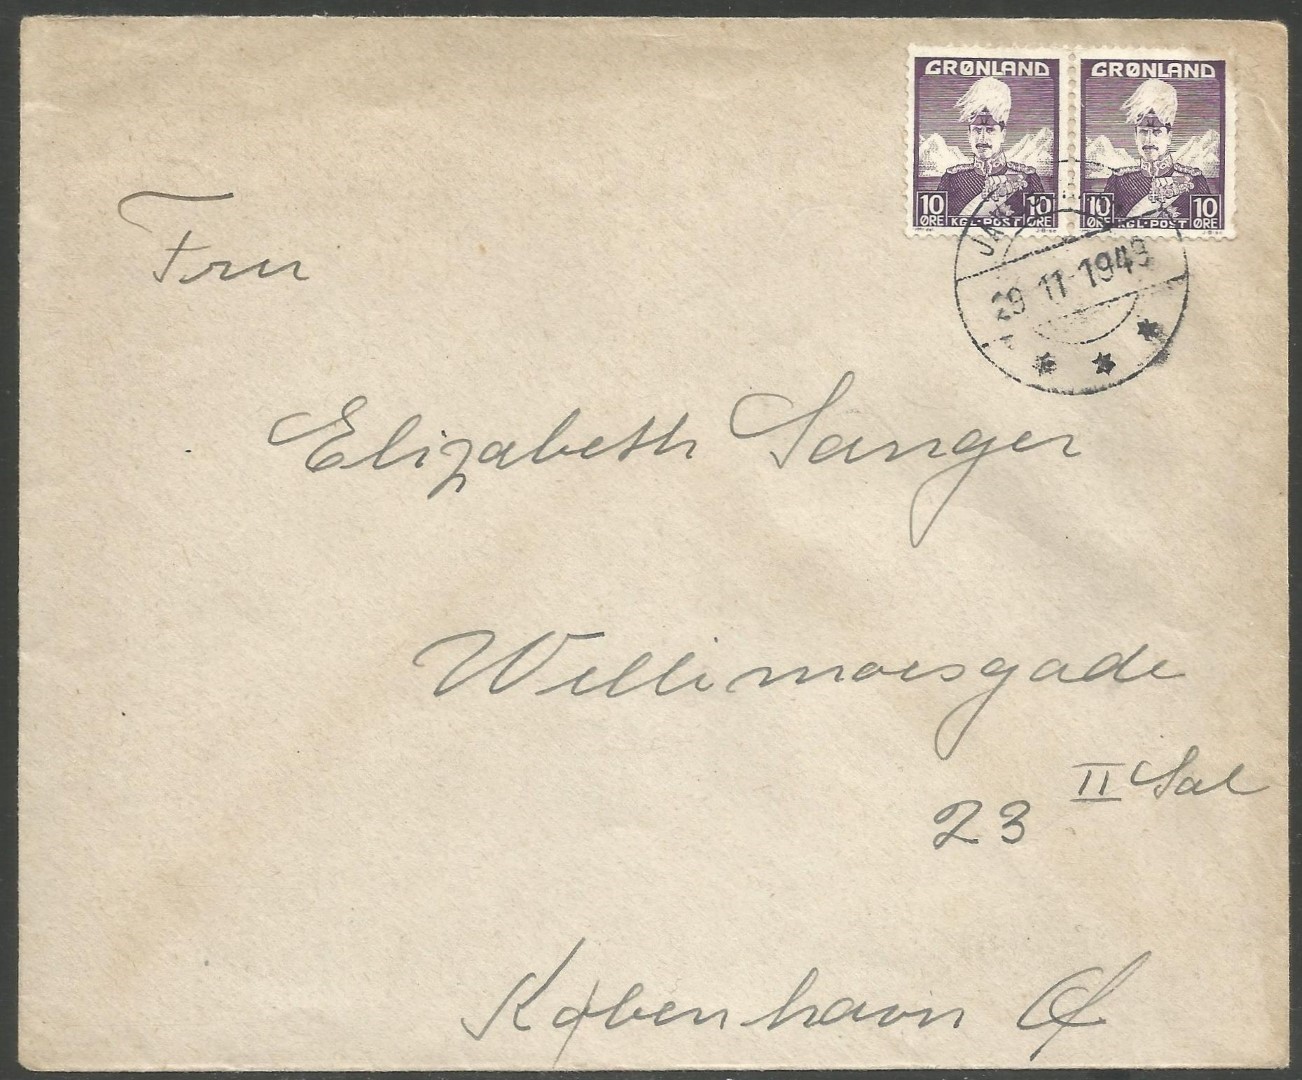 GRØNLAND GRØNLAND
10 ØRE KGL-POST 10 ØRE 10 ØRE KGL-POST 10 ØRE
29-11-1949
Fru
Elizabeth Sanger
Willimoesgade
23 II Sal
København Ø